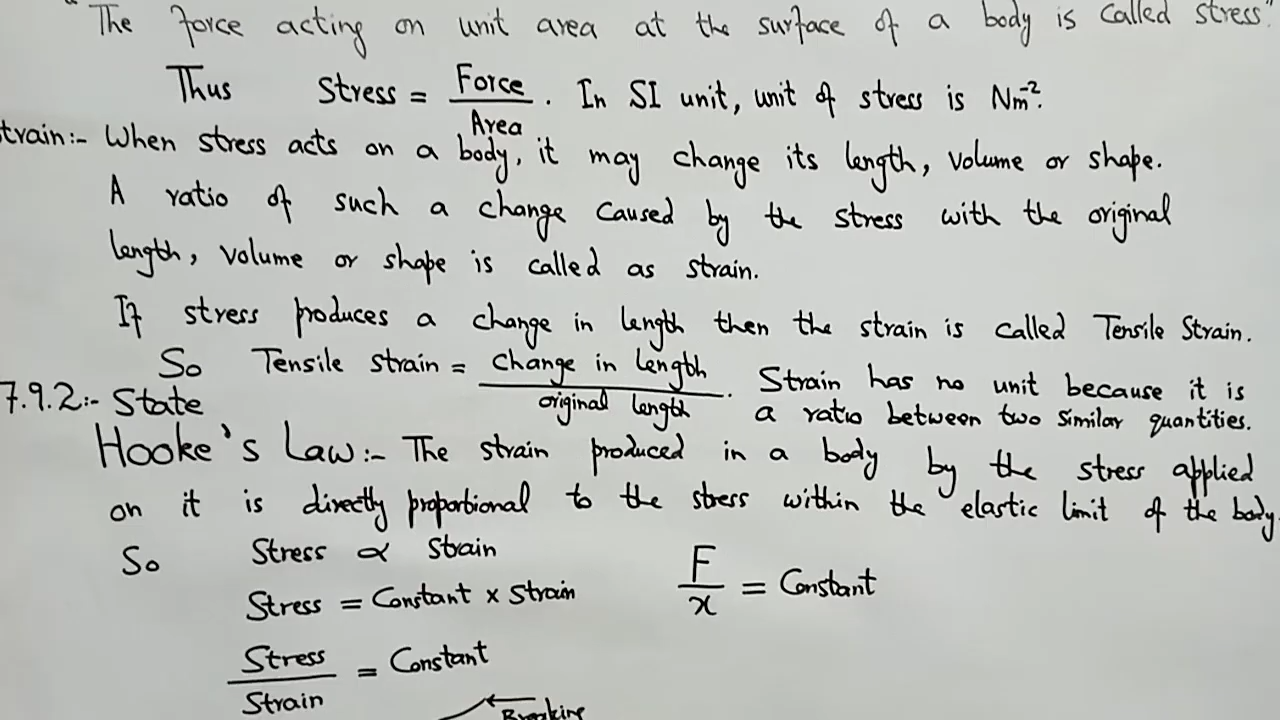 "The force acting on unit area at the surface of a body is called stress."
Thus Stress = Force / Area . In SI unit, unit of stress is Nm⁻².
train:- When stress acts on a body, it may change its length, volume or shape.
A ratio of such a change caused by the stress with the original
length, volume or shape is called as strain.
If stress produces a change in length then the strain is called Tensile Strain.
So Tensile strain = change in length / original length . Strain has no unit because it is
a ratio between two similar quantities.
7.9.2:- State
Hooke's Law:- The strain produced in a body by the stress applied
on it is directly proportional to the stress within the elastic limit of the body
So Stress ∝ Strain
Stress = Constant x Strain
F / x = Constant
Stress / Strain = Constant
Breaking